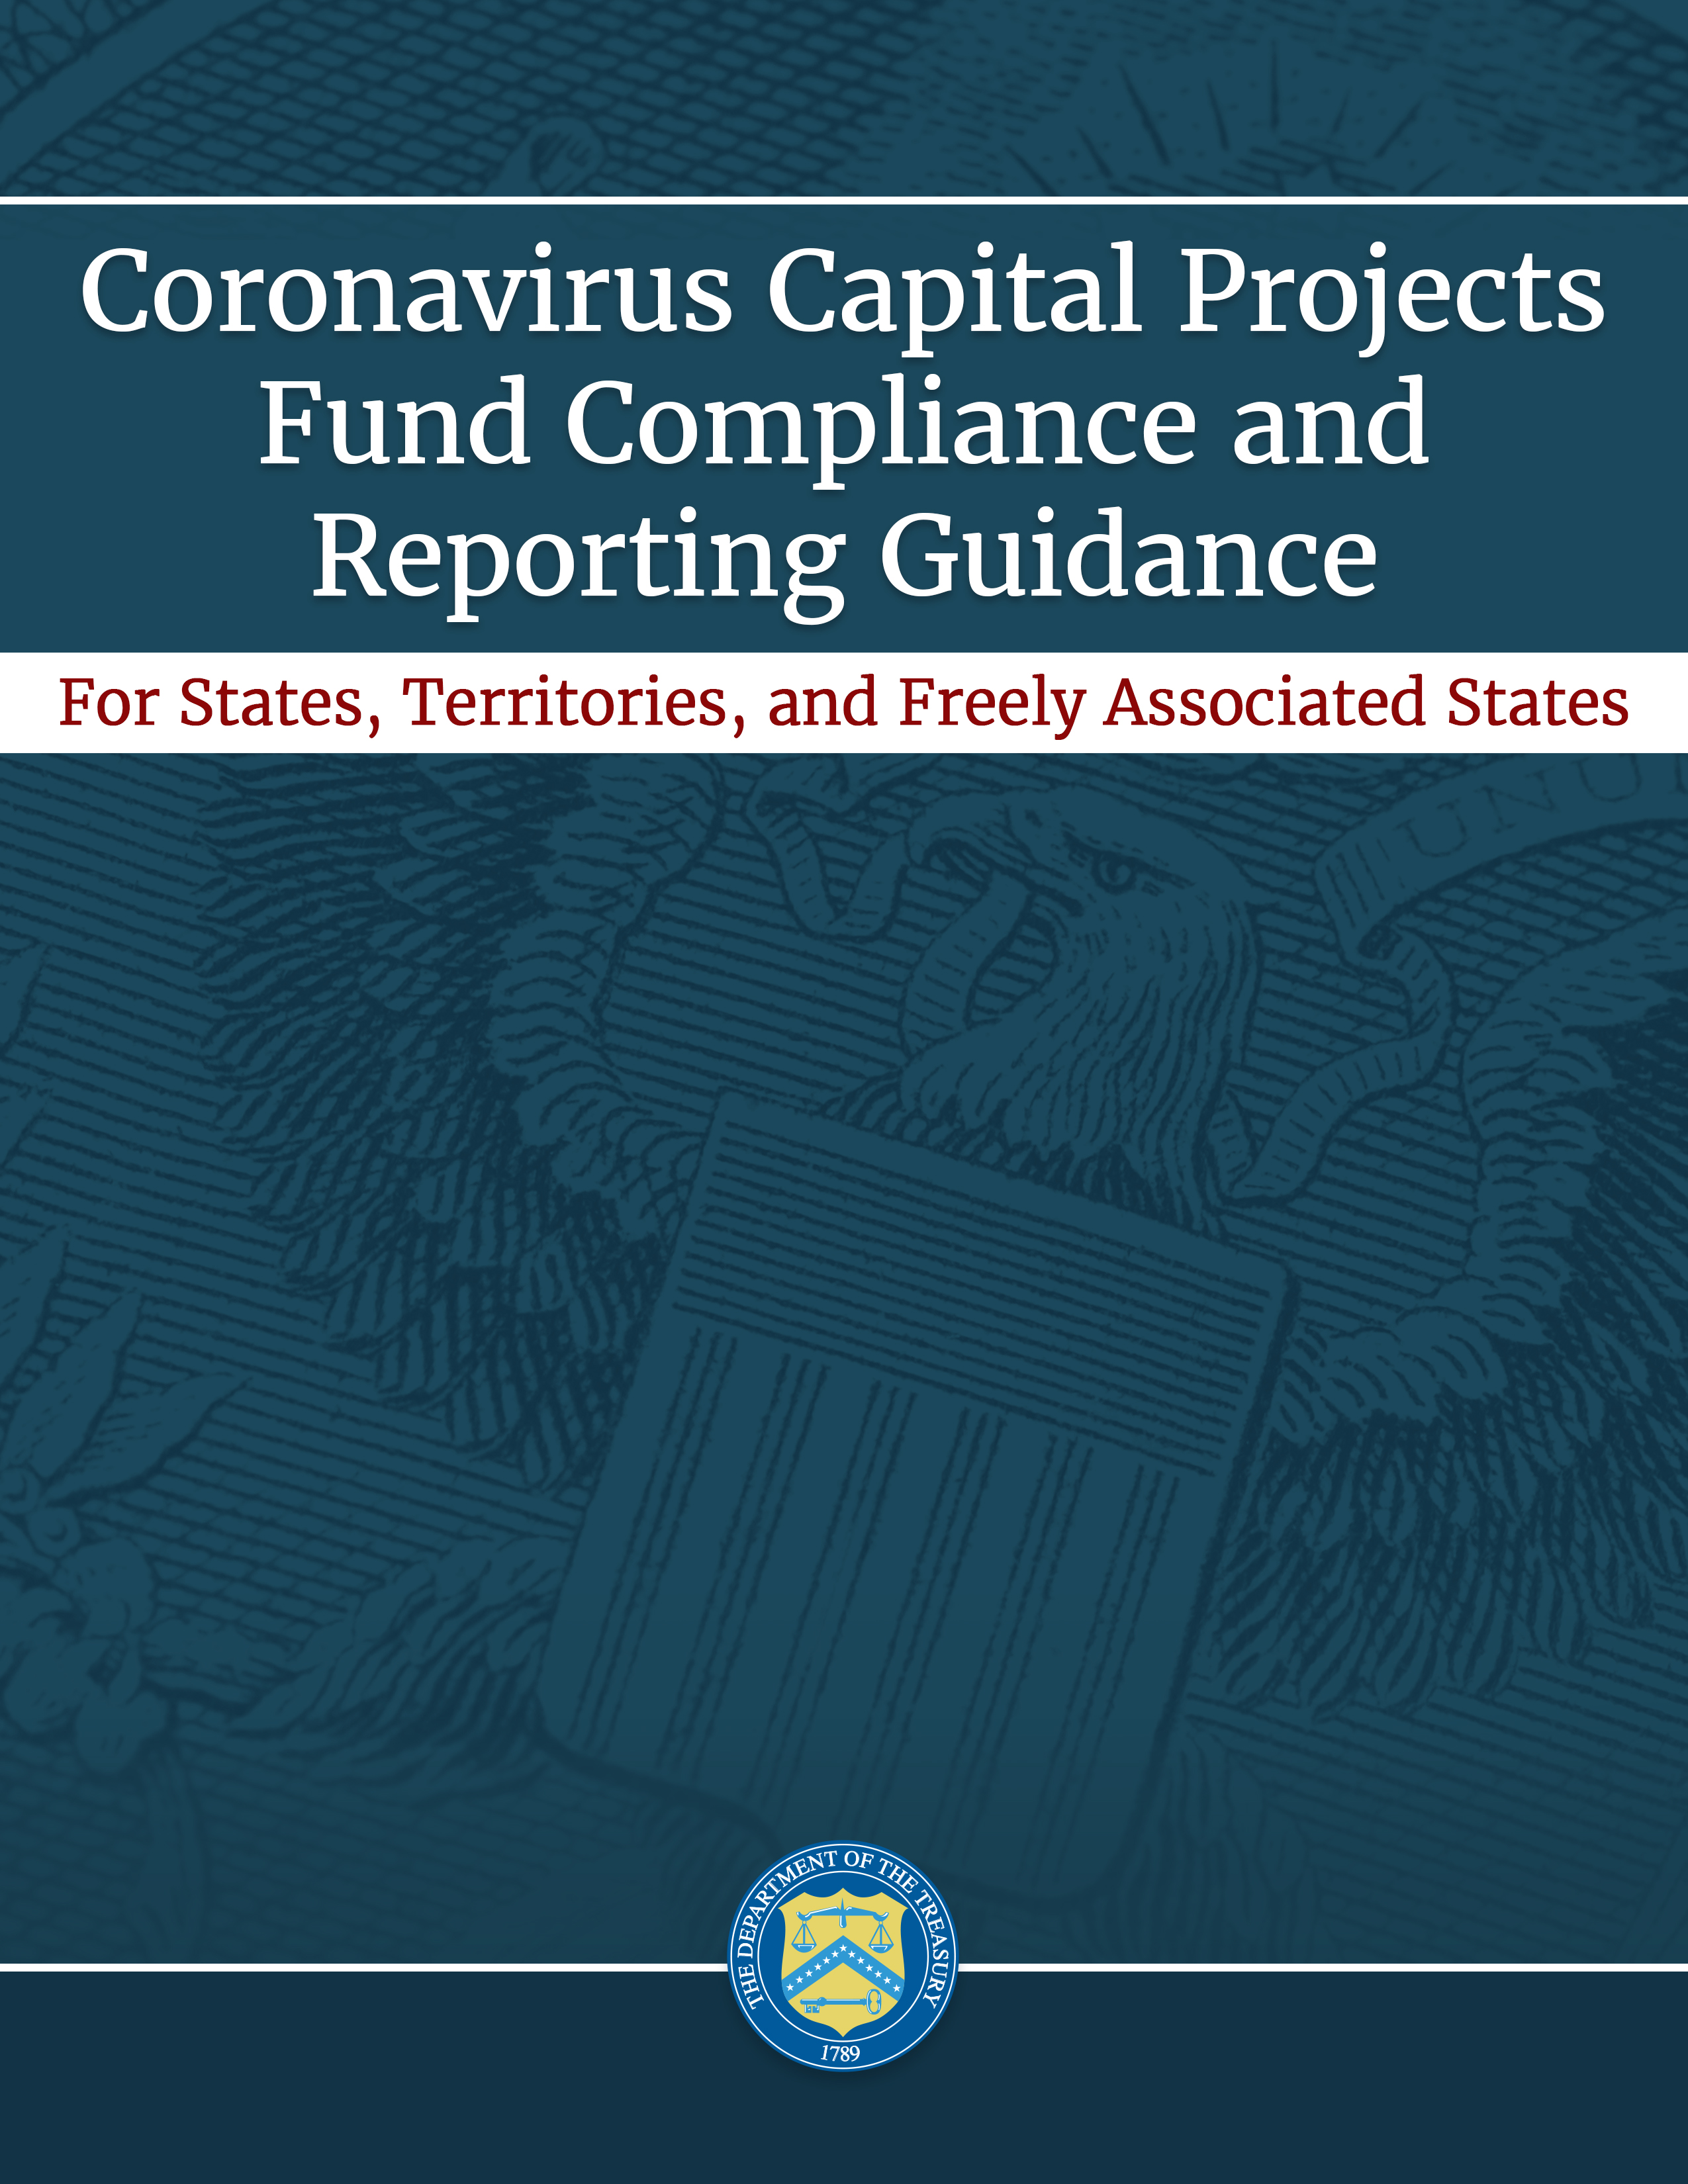 Coronavirus Capital Projects
Fund Compliance and
Reporting Guidance
For States, Territories, and Freely Associated States
UNU
THE DEPARTMENT OF THE TREASURY
1789